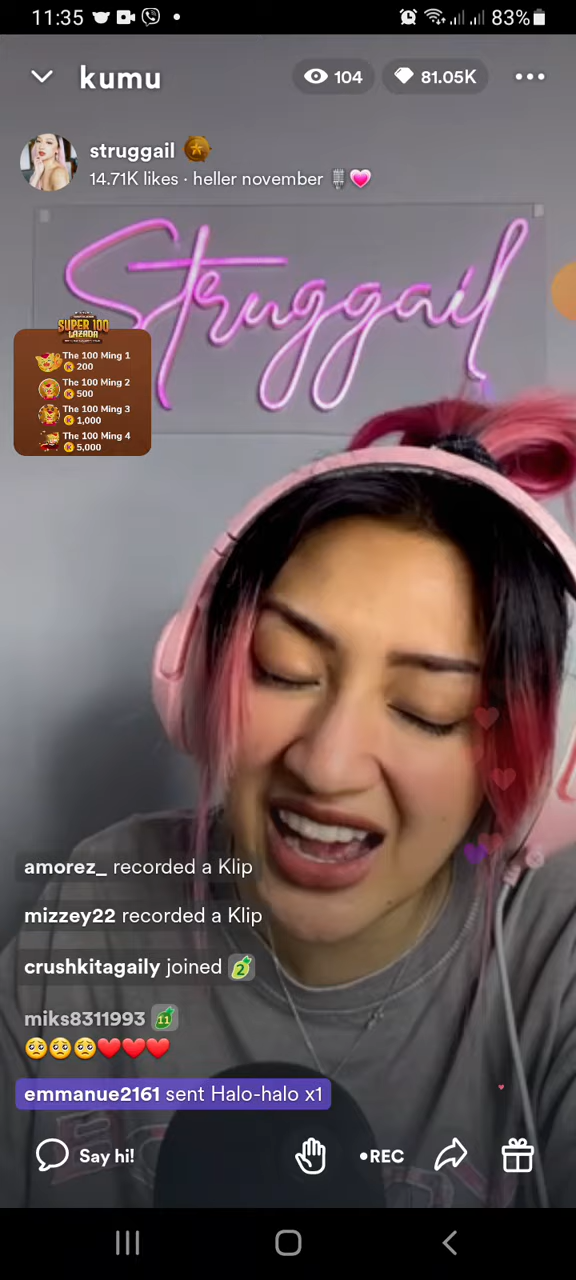 11:35
83%
kumu
104
81.05K
struggail
14.71K likes · heller november
Struggail
SUPER 100
LAZADA
The 100 Ming 1
200
The 100 Ming 2
500
The 100 Ming 3
1,000
The 100 Ming 4
5,000
amorez_ recorded a Klip
mizzey22 recorded a Klip
crushkitagaily joined 2
miks8311993 11
🥺🥺🥺❤️❤️❤️
emmanue2161 sent Halo-halo x1
Say hi!
•REC